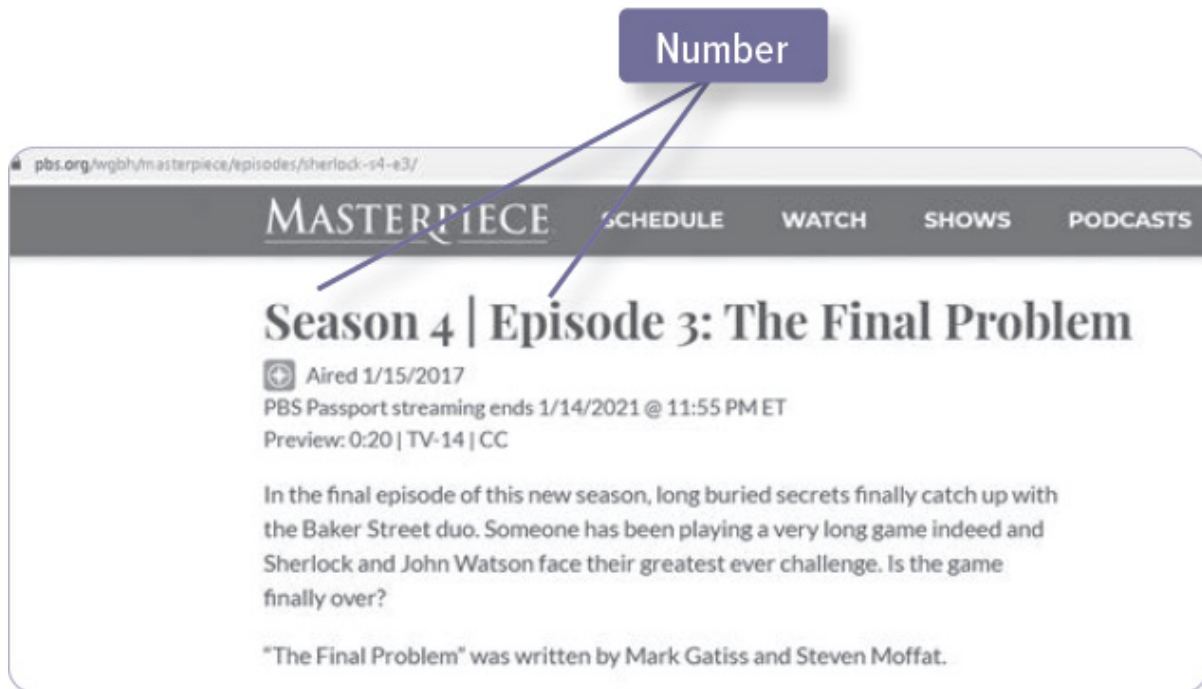 Number
pbs.org/wgbh/masterpiece/episodes/sherlock-s4-e3/
MASTERPIECE SCHEDULE WATCH SHOWS PODCASTS
Season 4 | Episode 3: The Final Problem
Aired 1/15/2017
PBS Passport streaming ends 1/14/2021 @ 11:55 PM ET
Preview: 0:20 | TV-14 | CC
In the final episode of this new season, long buried secrets finally catch up with
the Baker Street duo. Someone has been playing a very long game indeed and
Sherlock and John Watson face their greatest ever challenge. Is the game
finally over?
“The Final Problem” was written by Mark Gatiss and Steven Moffat.